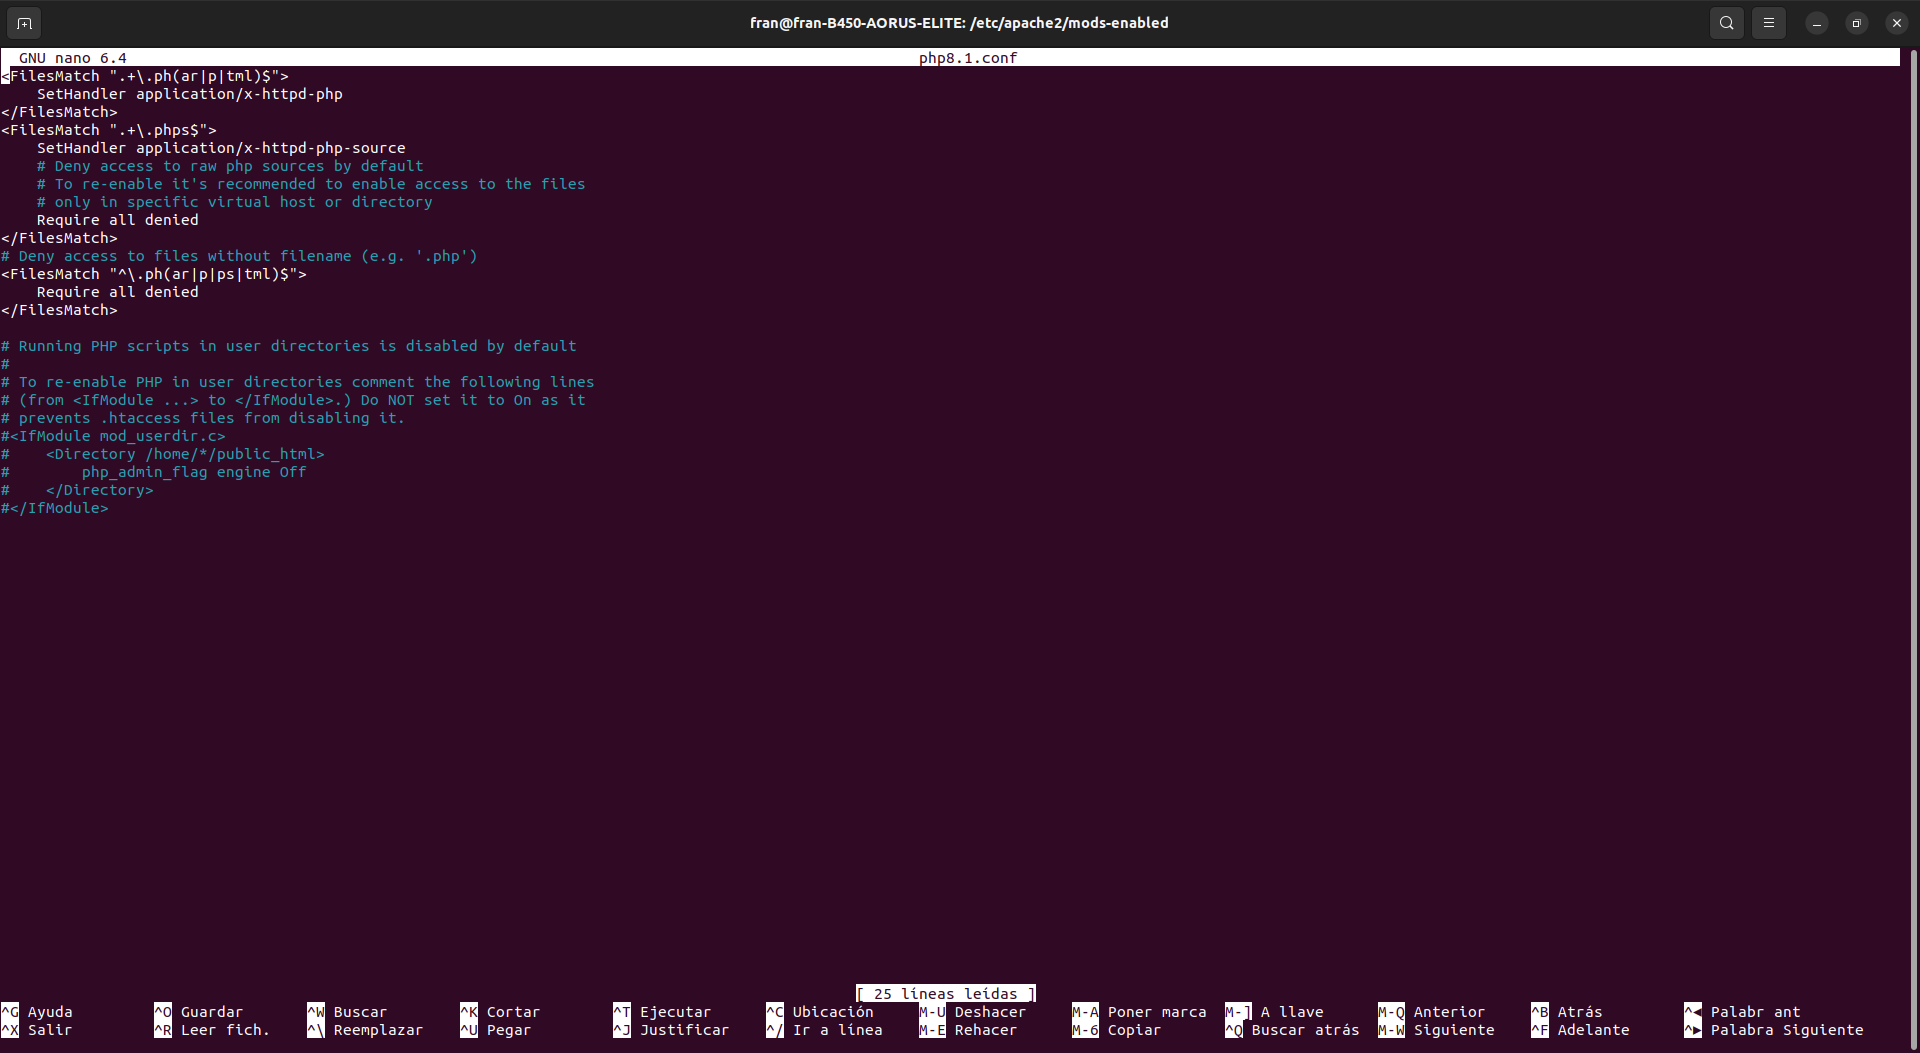 fran@fran-B450-AORUS-ELITE: /etc/apache2/mods-enabled
GNU nano 6.4 php8.1.conf
<FilesMatch ".+\.ph(ar|p|tml)$">
    SetHandler application/x-httpd-php
</FilesMatch>
<FilesMatch ".+\.phps$">
    SetHandler application/x-httpd-php-source
    # Deny access to raw php sources by default
    # To re-enable it's recommended to enable access to the files
    # only in specific virtual host or directory
    Require all denied
</FilesMatch>
# Deny access to files without filename (e.g. '.php')
<FilesMatch "^\.ph(ar|p|ps|tml)$">
    Require all denied
</FilesMatch>

# Running PHP scripts in user directories is disabled by default
#
# To re-enable PHP in user directories comment the following lines
# (from <IfModule ...> to </IfModule>.) Do NOT set it to On as it
# prevents .htaccess files from disabling it.
#<IfModule mod_userdir.c>
#    <Directory /home/*/public_html>
#        php_admin_flag engine Off
#    </Directory>
#</IfModule>
[ 25 líneas leídas ]
^G Ayuda ^O Guardar ^W Buscar ^K Cortar ^T Ejecutar ^C Ubicación M-U Deshacer M-A Poner marca M-] A llave M-Q Anterior ^B Atrás ^◀ Palabr ant
^X Salir ^R Leer fich. ^\ Reemplazar ^U Pegar ^J Justificar ^/ Ir a línea M-E Rehacer M-6 Copiar ^Q Buscar atrás M-W Siguiente ^F Adelante ^▶ Palabra Siguiente